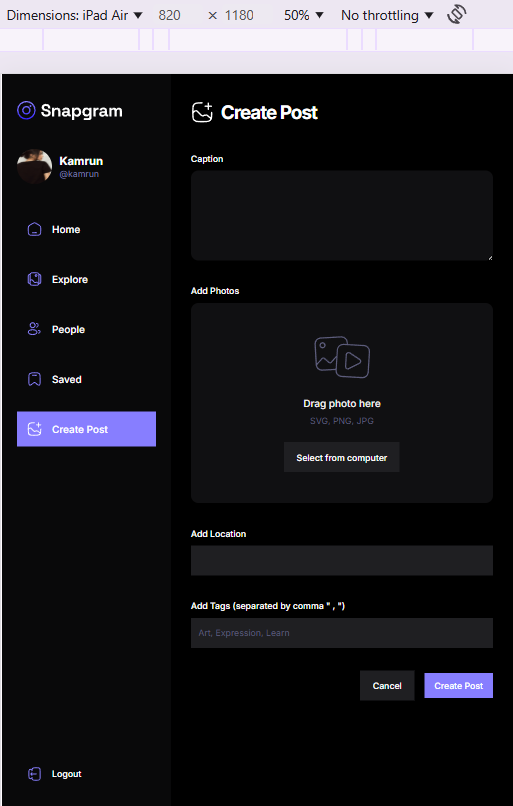 Dimensions: iPad Air ▼ 820 × 1180 50% ▼ No throttling ▼
Snapgram
Kamrun
@kamrun
Home
Explore
People
Saved
Create Post
Logout
Create Post
Caption
Add Photos
Drag photo here
SVG, PNG, JPG
Select from computer
Add Location
Add Tags (separated by comma " , ")
Art, Expression, Learn
Cancel
Create Post